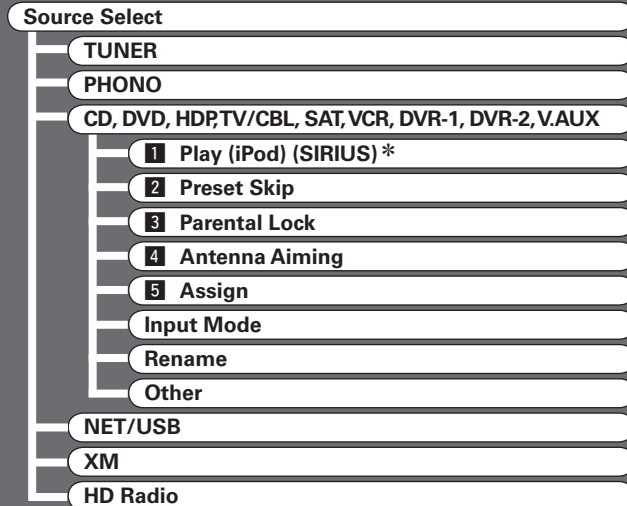 Source Select
TUNER
PHONO
CD, DVD, HDP,TV/CBL, SAT, VCR, DVR-1, DVR-2, V.AUX
1 Play (iPod) (SIRIUS) *
2 Preset Skip
3 Parental Lock
4 Antenna Aiming
5 Assign
Input Mode
Rename
Other
NET/USB
XM
HD Radio